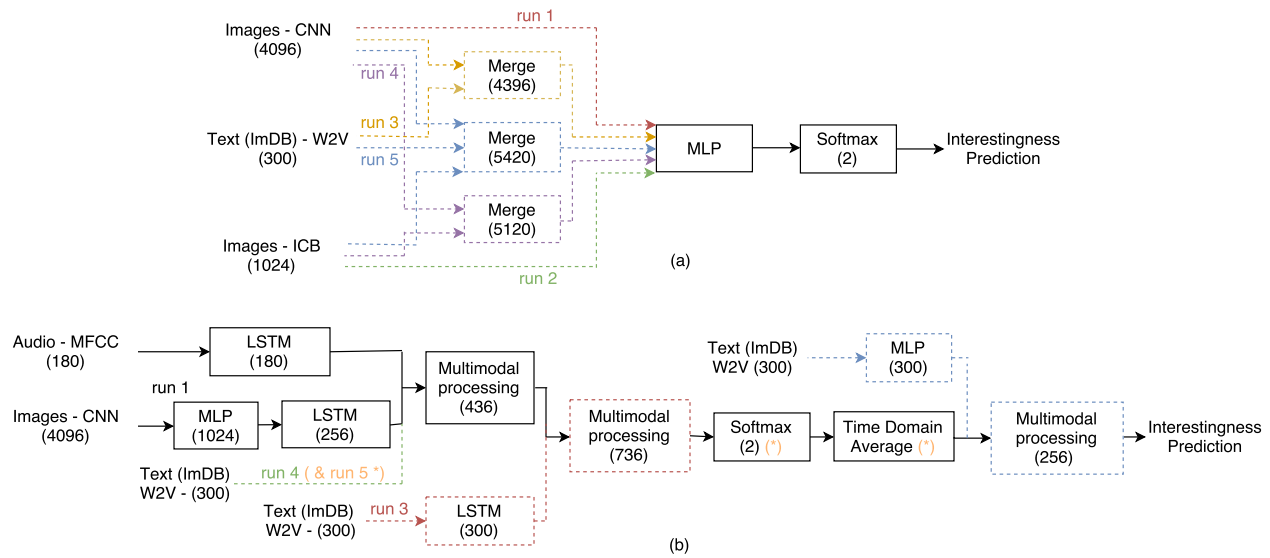 run 1
Images - CNN
(4096)
run 4
Merge
(4396)
run 3
Text (ImDB) - W2V
(300)
run 5
Merge
(5420)
MLP
Softmax
(2)
Interestingness
Prediction
Merge
(5120)
Images - ICB
(1024)
run 2
(a)
Audio - MFCC
(180)
LSTM
(180)
run 1
Images - CNN
(4096)
MLP
(1024)
LSTM
(256)
Multimodal
processing
(436)
Text (ImDB)
W2V - (300)
run 4 ( & run 5 *)
Text (ImDB)
W2V - (300)
run 3
LSTM
(300)
Multimodal
processing
(736)
Softmax
(2) (*)
Time Domain
Average (*)
Text (ImDB)
W2V (300)
MLP
(300)
Multimodal
processing
(256)
Interestingness
Prediction
(b)